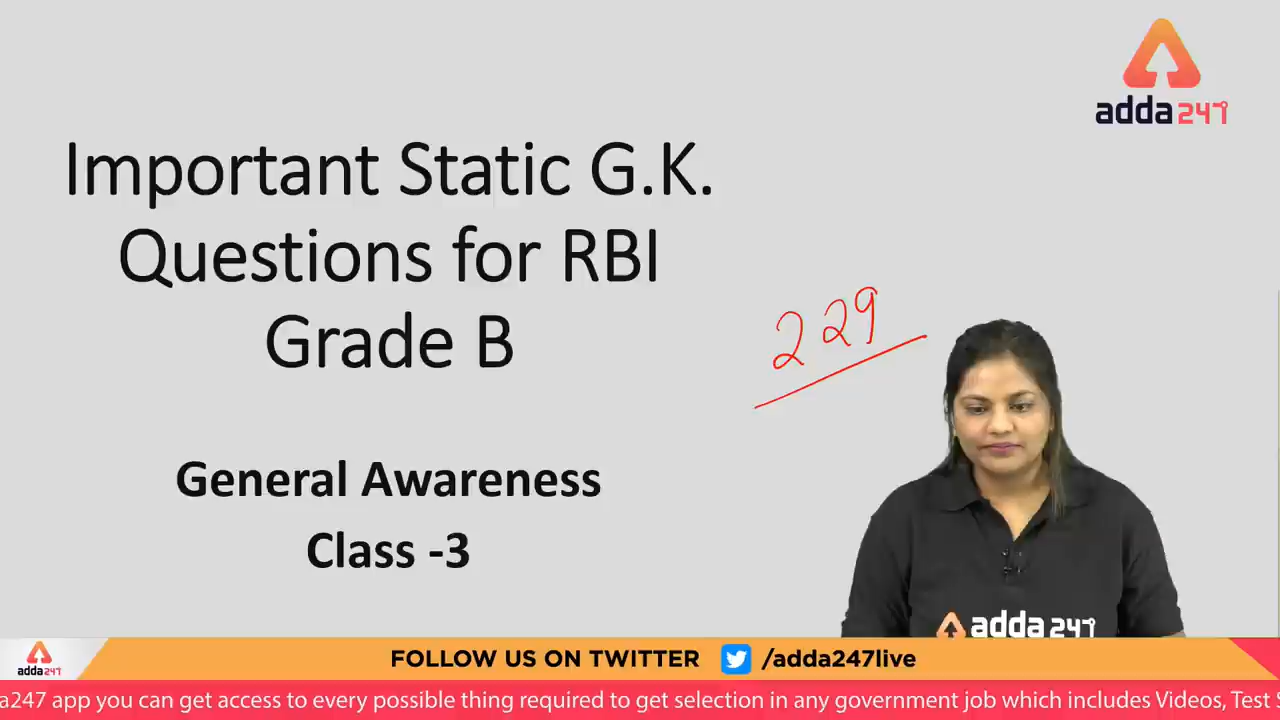 adda247
Important Static G.K.
Questions for RBI
Grade B
229
General Awareness
Class -3
adda247
adda247
FOLLOW US ON TWITTER /adda247live
a247 app you can get access to every possible thing required to get selection in any government job which includes Videos, Test S